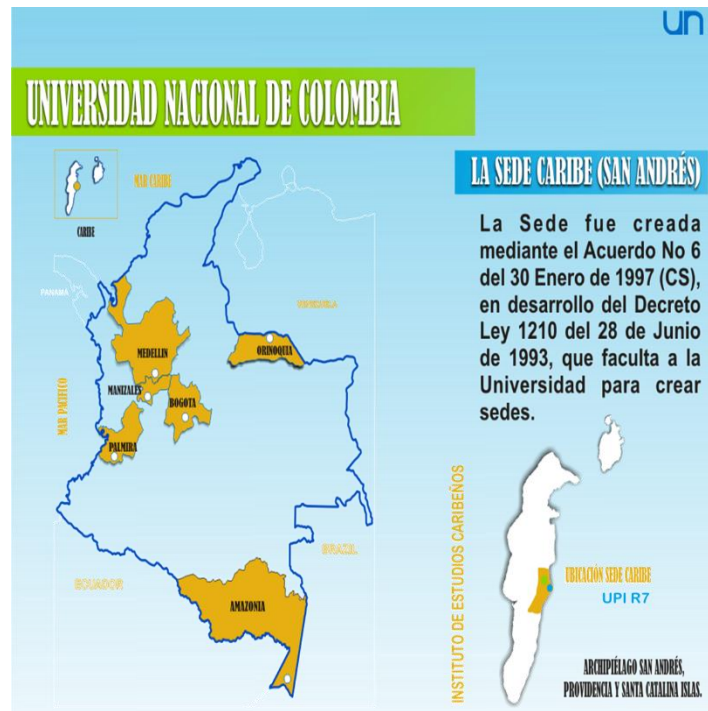 un
UNIVERSIDAD NACIONAL DE COLOMBIA
MAR CARIBE
CARIBE
PANAMA
VENEZUELA
MEDELLIN
ORINOQUIA
MANIZALES
BOGOTA
MAR PACIFICO
PALMIRA
BRAZIL
ECUADOR
AMAZONIA
LA SEDE CARIBE (SAN ANDRÉS)
La Sede fue creada
mediante el Acuerdo No 6
del 30 Enero de 1997 (CS),
en desarrollo del Decreto
Ley 1210 del 28 de Junio
de 1993, que faculta a la
Universidad para crear
sedes.
INSTITUTO DE ESTUDIOS CARIBEÑOS
UBICACIÓN SEDE CARIBE
UPI R7
ARCHIPIÉLAGO SAN ANDRÉS,
PROVIDENCIA Y SANTA CATALINA ISLAS.